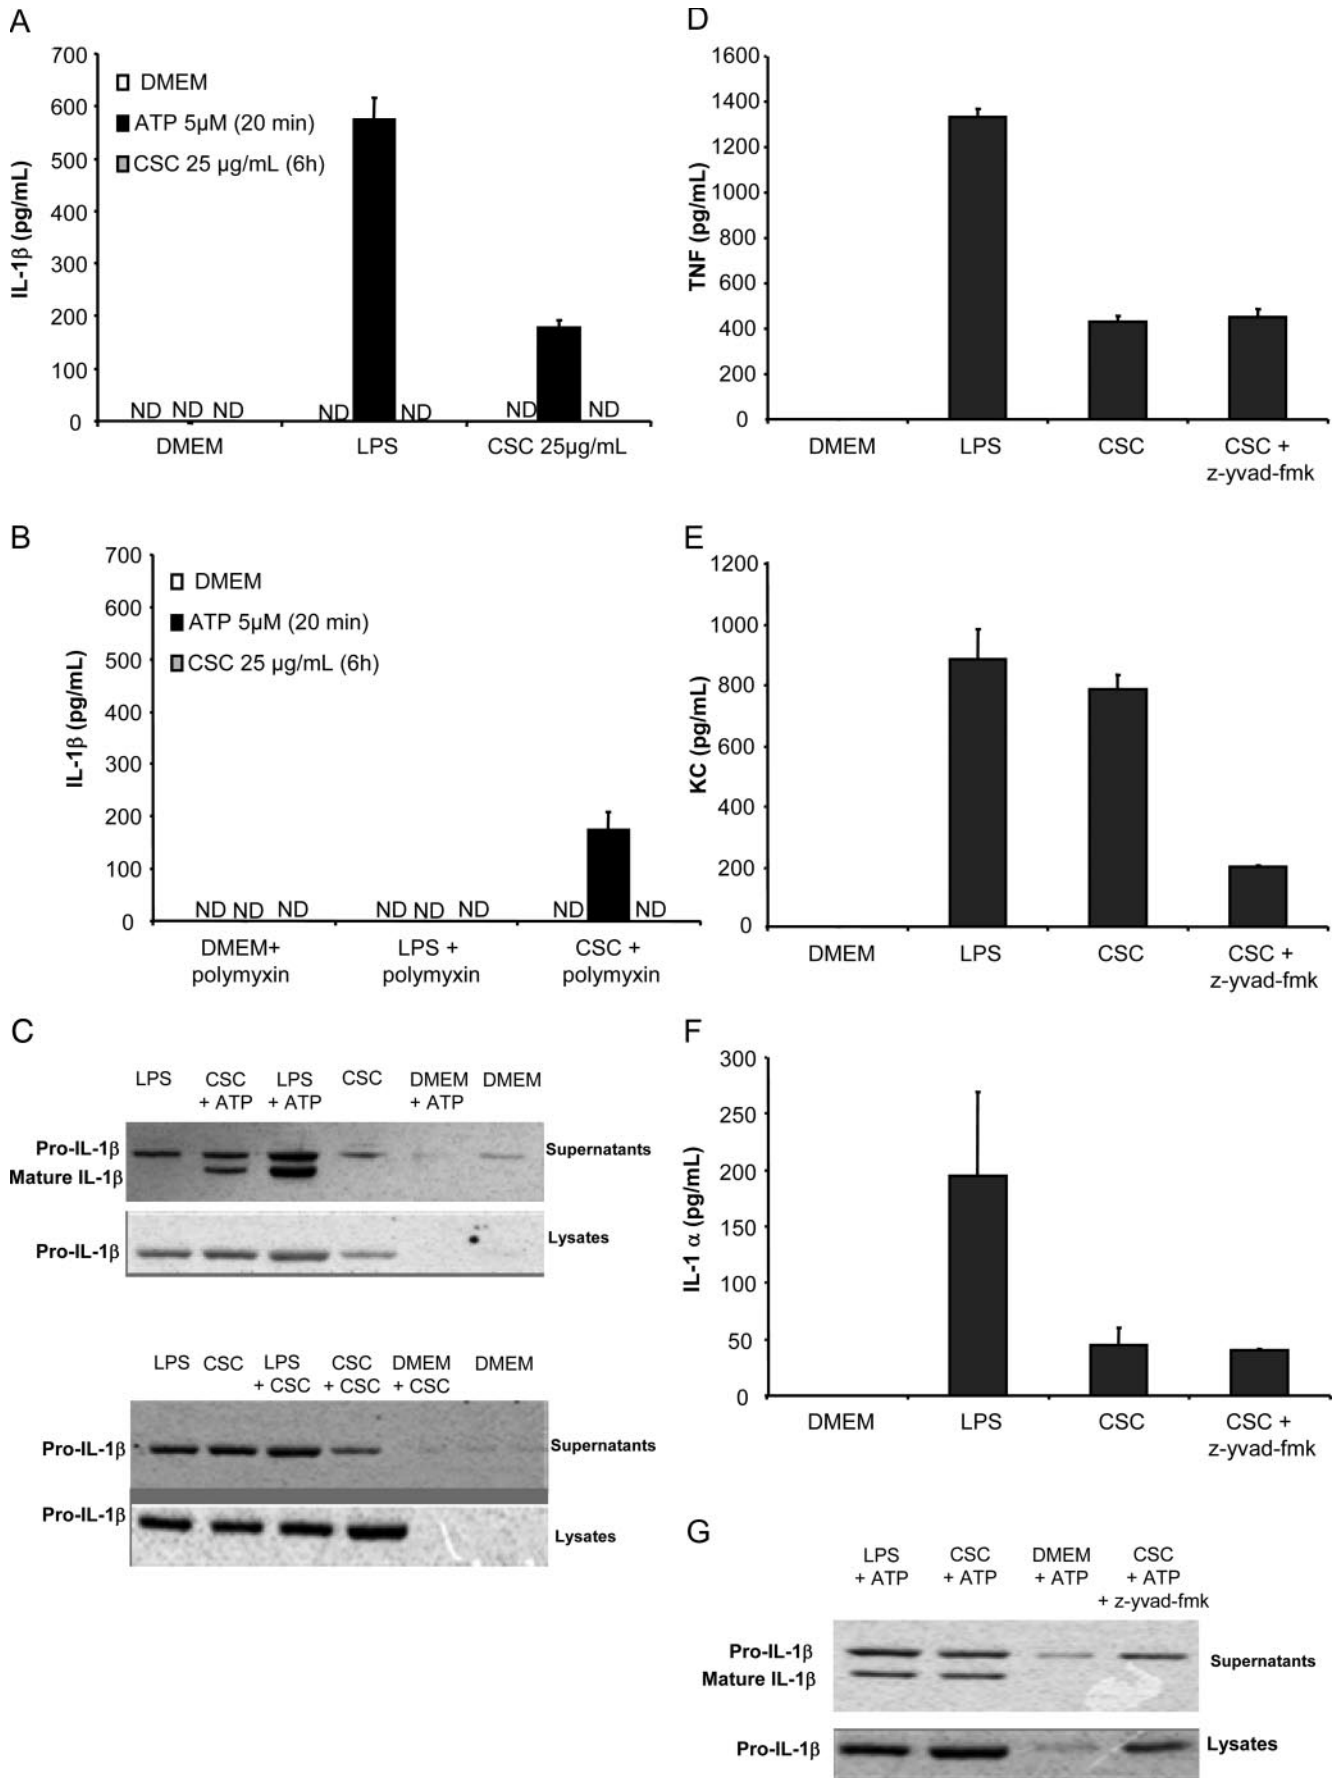 A
IL-1β (pg/mL)
700
600
500
400
300
200
100
0
DMEM
ATP 5µM (20 min)
CSC 25 µg/mL (6h)
ND ND ND
ND ND
ND ND
DMEM LPS CSC 25µg/mL
B
IL-1β (pg/mL)
700
600
500
400
300
200
100
0
DMEM
ATP 5µM (20 min)
CSC 25 µg/mL (6h)
ND ND ND
ND ND ND
ND ND
DMEM+ LPS + CSC +
polymyxin polymyxin polymyxin
C
LPS CSC LPS CSC DMEM DMEM
+ ATP + ATP + ATP
Pro-IL-1β Supernatants
Mature IL-1β
Pro-IL-1β Lysates
LPS CSC LPS CSC DMEM DMEM
+ CSC + CSC + CSC
Pro-IL-1β Supernatants
Pro-IL-1β
Lysates
D
TNF (pg/mL)
1600
1400
1200
1000
800
600
400
200
0
DMEM LPS CSC CSC +
z-yvad-fmk
E
KC (pg/mL)
1200
1000
800
600
400
200
0
DMEM LPS CSC CSC +
z-yvad-fmk
F
IL-1 α (pg/mL)
300
250
200
150
100
50
0
DMEM LPS CSC CSC +
z-yvad-fmk
G
LPS CSC DMEM CSC
+ ATP + ATP + ATP + ATP
+ z-yvad-fmk
Pro-IL-1β
Mature IL-1β Supernatants
Pro-IL-1β Lysates